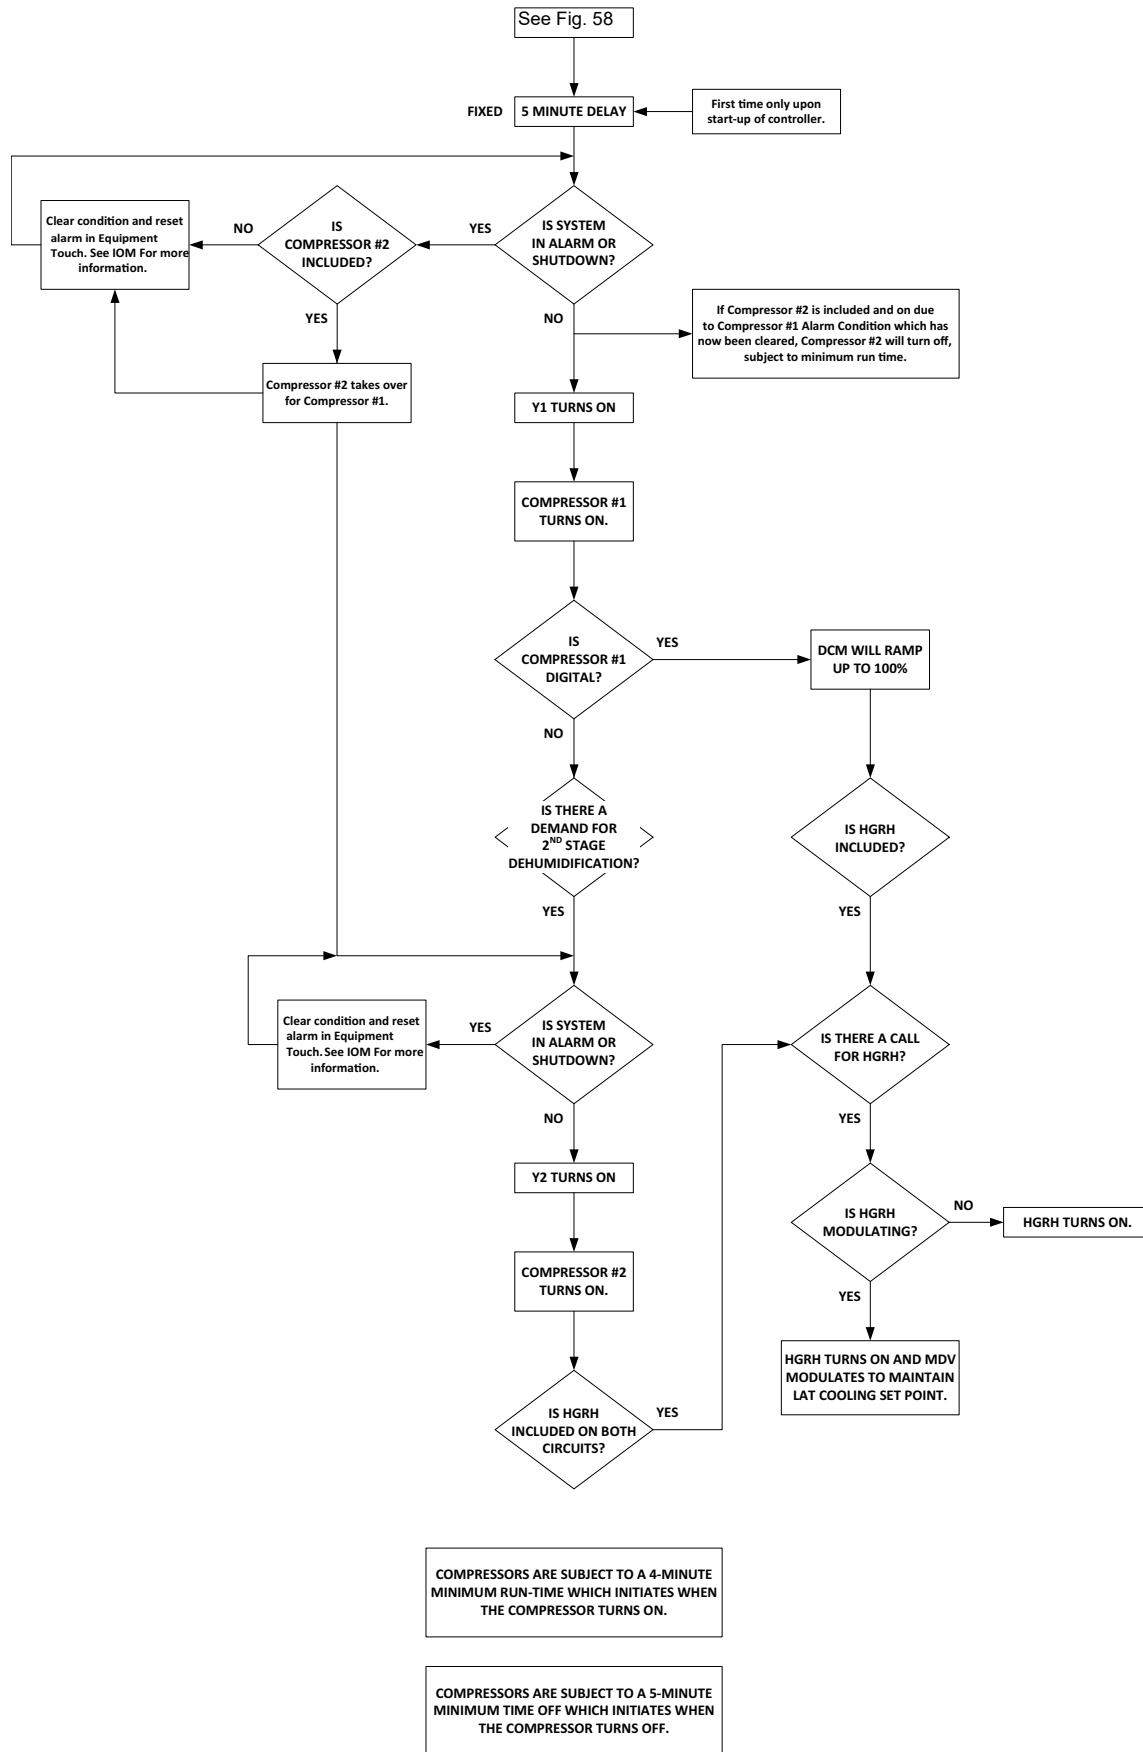 See Fig. 58
FIXED
5 MINUTE DELAY
First time only upon
start-up of controller.
Clear condition and reset
alarm in Equipment
Touch. See IOM For more
information.
NO
IS
COMPRESSOR #2
INCLUDED?
YES
IS SYSTEM
IN ALARM OR
SHUTDOWN?
YES
NO
If Compressor #2 is included and on due
to Compressor #1 Alarm Condition which has
now been cleared, Compressor #2 will turn off,
subject to minimum run time.
Compressor #2 takes over
for Compressor #1.
Y1 TURNS ON
COMPRESSOR #1
TURNS ON.
IS
COMPRESSOR #1
DIGITAL?
YES
DCM WILL RAMP
UP TO 100%
NO
IS THERE A
DEMAND FOR
2ND STAGE
DEHUMIDIFICATION?
IS HGRH
INCLUDED?
YES
YES
Clear condition and reset
alarm in Equipment
Touch. See IOM For more
information.
YES
IS SYSTEM
IN ALARM OR
SHUTDOWN?
IS THERE A CALL
FOR HGRH?
NO
YES
Y2 TURNS ON
IS HGRH
MODULATING?
NO
HGRH TURNS ON.
COMPRESSOR #2
TURNS ON.
YES
HGRH TURNS ON AND MDV
MODULATES TO MAINTAIN
LAT COOLING SET POINT.
IS HGRH
INCLUDED ON BOTH
CIRCUITS?
YES
COMPRESSORS ARE SUBJECT TO A 4-MINUTE
MINIMUM RUN-TIME WHICH INITIATES WHEN
THE COMPRESSOR TURNS ON.
COMPRESSORS ARE SUBJECT TO A 5-MINUTE
MINIMUM TIME OFF WHICH INITIATES WHEN
THE COMPRESSOR TURNS OFF.